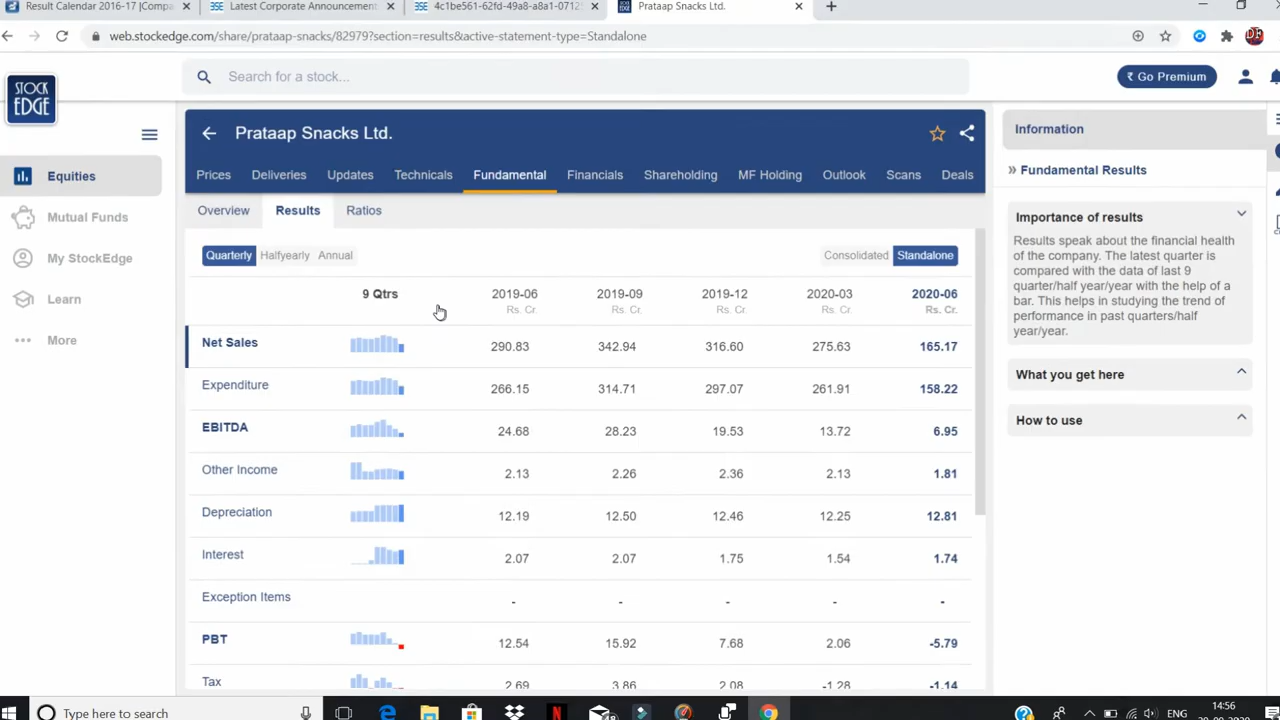 Result Calendar 2016-17 |Compa
Latest Corporate Announcement
4c1be561-62fd-49a8-a8a1-0712
Prataap Snacks Ltd.
web.stockedge.com/share/prataap-snacks/82979?section=results&active-statement-type=Standalone
STOCK
EDGE
Search for a stock...
₹ Go Premium
Equities
Mutual Funds
My StockEdge
Learn
More
Prataap Snacks Ltd.
Prices Deliveries Updates Technicals Fundamental Financials Shareholding MF Holding Outlook Scans Deals
Overview Results Ratios
Quarterly Halfyearly Annual Consolidated Standalone
9 Qtrs 2019-06 2019-09 2019-12 2020-03 2020-06
Rs. Cr. Rs. Cr. Rs. Cr. Rs. Cr. Rs. Cr.
Net Sales 290.83 342.94 316.60 275.63 165.17
Expenditure 266.15 314.71 297.07 261.91 158.22
EBITDA 24.68 28.23 19.53 13.72 6.95
Other Income 2.13 2.26 2.36 2.13 1.81
Depreciation 12.19 12.50 12.46 12.25 12.81
Interest 2.07 2.07 1.75 1.54 1.74
Exception Items - - - - -
PBT 12.54 15.92 7.68 2.06 -5.79
Tax 2.69 3.86 2.08 -1.28 -1.14
Information
» Fundamental Results
Importance of results
Results speak about the financial health
of the company. The latest quarter is
compared with the data of last 9
quarter/half year/year with the help of a
bar. This helps in studying the trend of
performance in past quarters/half
year/year.
What you get here
How to use
Type here to search
ENG
14:56